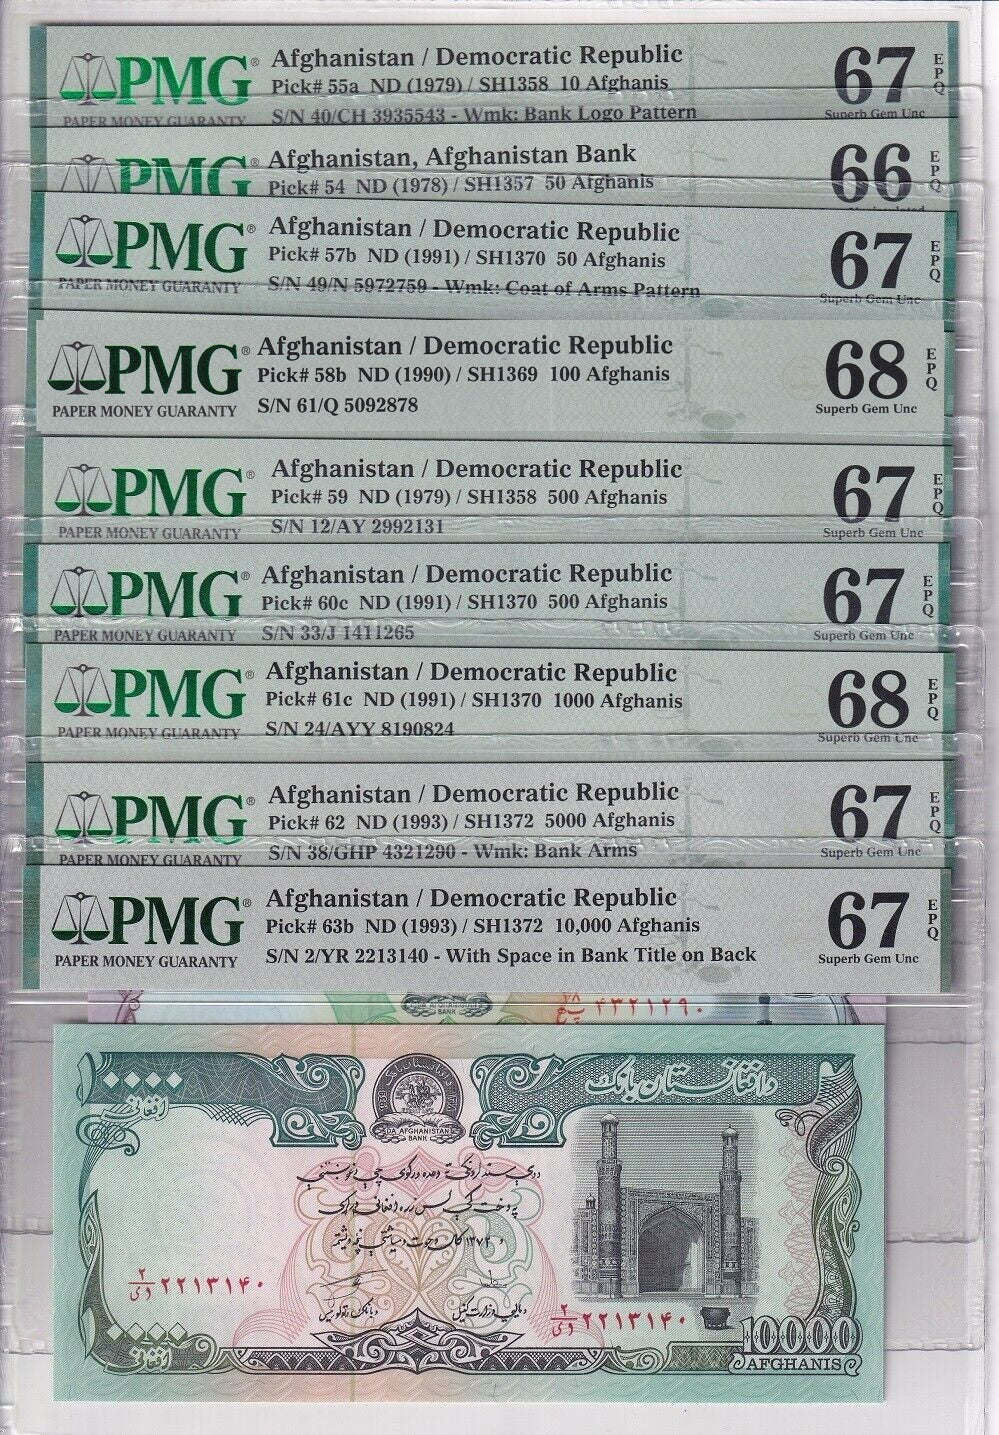 PMG®
PAPER MONEY GUARANTY
Afghanistan / Democratic Republic
Pick# 55a ND (1979) / SH1358 10 Afghanis
S/N 40/CH 3935543 - Wmk: Bank Logo Pattern
67
EPQ
Superb Gem Unc
PMG®
Afghanistan, Afghanistan Bank
Pick# 54 ND (1978) / SH1357 50 Afghanis
66
EPQ
PMG®
PAPER MONEY GUARANTY
Afghanistan / Democratic Republic
Pick# 57b ND (1991) / SH1370 50 Afghanis
S/N 49/N 5972759 - Wmk: Coat of Arms Pattern
67
EPQ
Superb Gem Unc
PMG®
PAPER MONEY GUARANTY
Afghanistan / Democratic Republic
Pick# 58b ND (1990) / SH1369 100 Afghanis
S/N 61/Q 5092878
68
EPQ
Superb Gem Unc
PMG®
PAPER MONEY GUARANTY
Afghanistan / Democratic Republic
Pick# 59 ND (1979) / SH1358 500 Afghanis
S/N 12/AY 2992131
67
EPQ
Superb Gem Unc
PMG®
PAPER MONEY GUARANTY
Afghanistan / Democratic Republic
Pick# 60c ND (1991) / SH1370 500 Afghanis
S/N 33/J 1411265
67
EPQ
Superb Gem Unc
PMG®
PAPER MONEY GUARANTY
Afghanistan / Democratic Republic
Pick# 61c ND (1991) / SH1370 1000 Afghanis
S/N 24/AYY 8190824
68
EPQ
Superb Gem Unc
PMG®
PAPER MONEY GUARANTY
Afghanistan / Democratic Republic
Pick# 62 ND (1993) / SH1372 5000 Afghanis
S/N 38/GHP 4321290 - Wmk: Bank Arms
67
EPQ
Superb Gem Unc
PMG®
PAPER MONEY GUARANTY
Afghanistan / Democratic Republic
Pick# 63b ND (1993) / SH1372 10,000 Afghanis
S/N 2/YR 2213140 - With Space in Bank Title on Back
67
EPQ
Superb Gem Unc
DA AFGHANISTAN
BANK
۴۳۲۱۲۹۰
۱۰۰۰۰
افغانۍ
دافغانستان بانک
DA AFGHANISTAN
BANK
۲ ۲۲۱۳۱۴۰
۲ ۲۲۱۳۱۴۰
۱۰۰۰۰
افغانۍ
10000
AFGHANIS